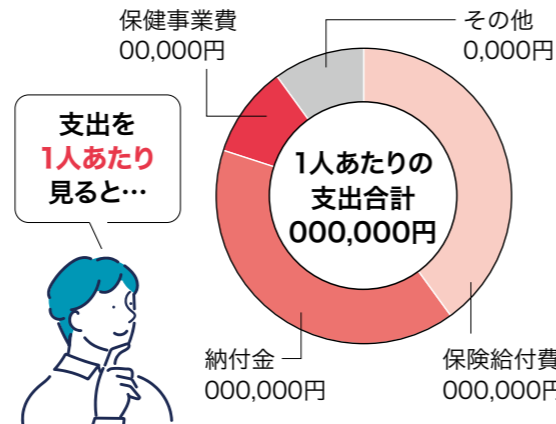 保健事業費
00,000円
その他
0,000円
支出を
1人あたり
見ると…
1人あたりの
支出合計
000,000円
納付金
000,000円
保険給付費
000,000円